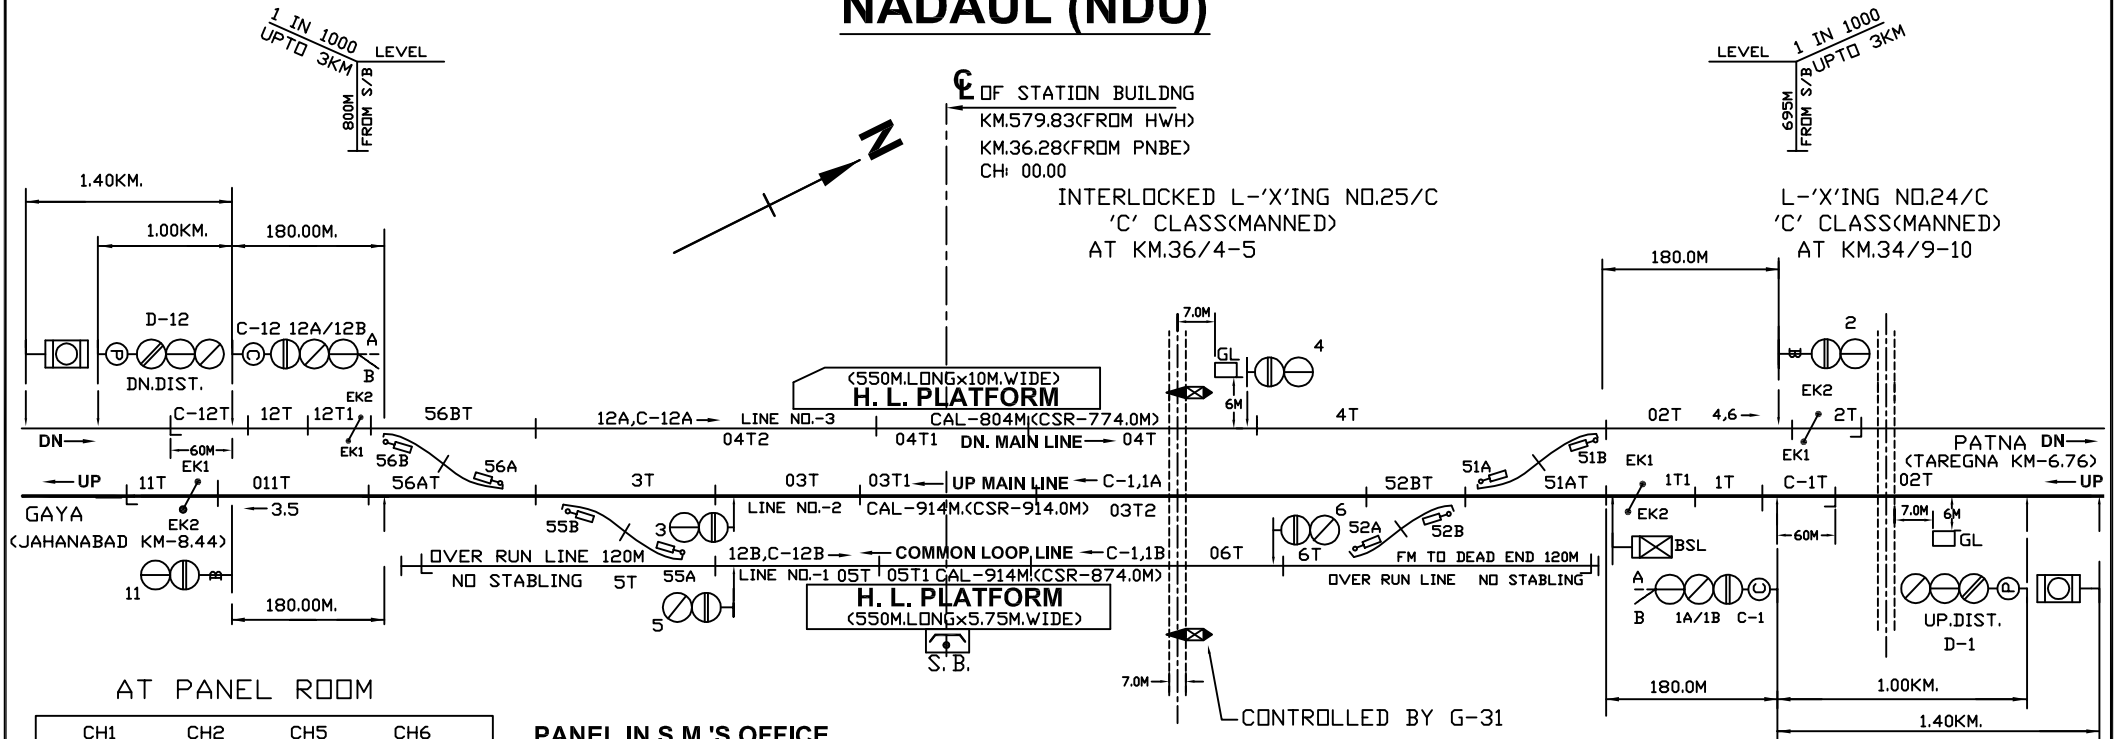 NADAUL (NDU)
1 IN 1000
UPTO 3KM
LEVEL
800M
FROM S/B
LEVEL
1 IN 1000
UPTO 3KM
695M
FROM S/B
℄ OF STATION BUILDNG
KM.579.83(FROM HWH)
KM.36.28(FROM PNBE)
CH: 00.00
N
INTERLOCKED L-'X'ING NO.25/C
'C' CLASS(MANNED)
AT KM.36/4-5
L-'X'ING NO.24/C
'C' CLASS(MANNED)
AT KM.34/9-10
1.40KM.
1.00KM.
180.00M.
180.0M
7.0M
D-12
C-12 12A/12B
A
B
P
C
DN.DIST.
GL
4
6M
2
B
(550M.LONGx10M.WIDE)
H. L. PLATFORM
EK2
EK2
C-12T 12T 12T1 56BT 12A,C-12A→ LINE NO.-3 CAL-804M(CSR-774.0M) 4T 02T 4,6→ 2T
DN→ 60M EK1 56B 04T2 04T1 DN. MAIN LINE→ 04T 51B EK1 PATNA DN→
(TAREGNA KM-6.76)
EK1 56A 51A EK1
←UP 11T 011T 56AT 3T 03T 03T1← UP MAIN LINE ←C-1,1A 52BT 51AT 1T1 1T C-1T 02T ←UP
GAYA
(JAHANABAD KM-8.44)
EK2 ←3.5 55B 3 LINE NO.-2 CAL-914M.(CSR-914.0M) 03T2 6 52A 52B EK2 60M 7.0M 6M
GL
BSL
OVER RUN LINE 120M 12B,C-12B→ ←COMMON LOOP LINE ←C-1,1B 06T 6T FM TO DEAD END 120M
NO STABLING 5T 55A LINE NO.-1 05T 05T1 CAL-914M.(CSR-874.0M) OVER RUN LINE NO STABLING
11
B
180.00M.
5
H. L. PLATFORM
(550M.LONGx5.75M.WIDE)
S. B.
A
B
C
1A/1B C-1
P
UP.DIST.
D-1
7.0M
180.0M
1.00KM.
1.40KM.
CONTROLLED BY G-31
AT PANEL ROOM
CH1 CH2 CH5 CH6
PANEL IN S.M.'S OFFICE